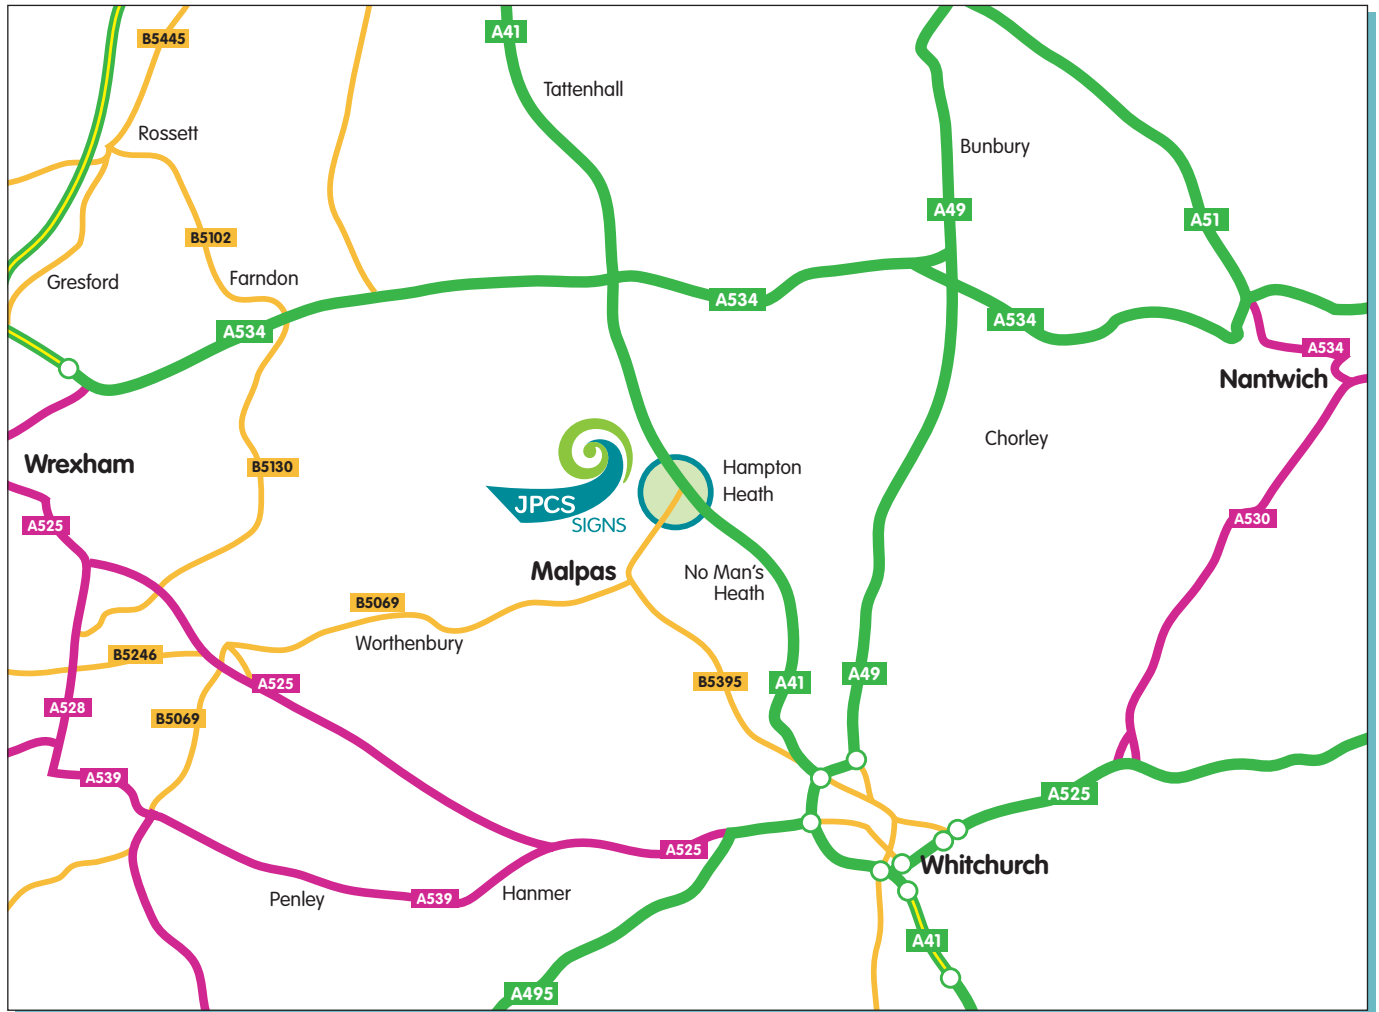 A41
B5445
Tattenhall
Rossett
Bunbury
A49
A51
B5102
Farndon
Gresford
A534
A534
A534
A534
Nantwich
Chorley
Wrexham
B5130
Hampton
Heath
JPCS
SIGNS
A525
A530
Malpas
No Man's
Heath
B5069
Worthenbury
B5246
A525
B5395
A41
A49
A528
B5069
A539
A525
A525
Whitchurch
Penley
A539
Hanmer
A41
A495